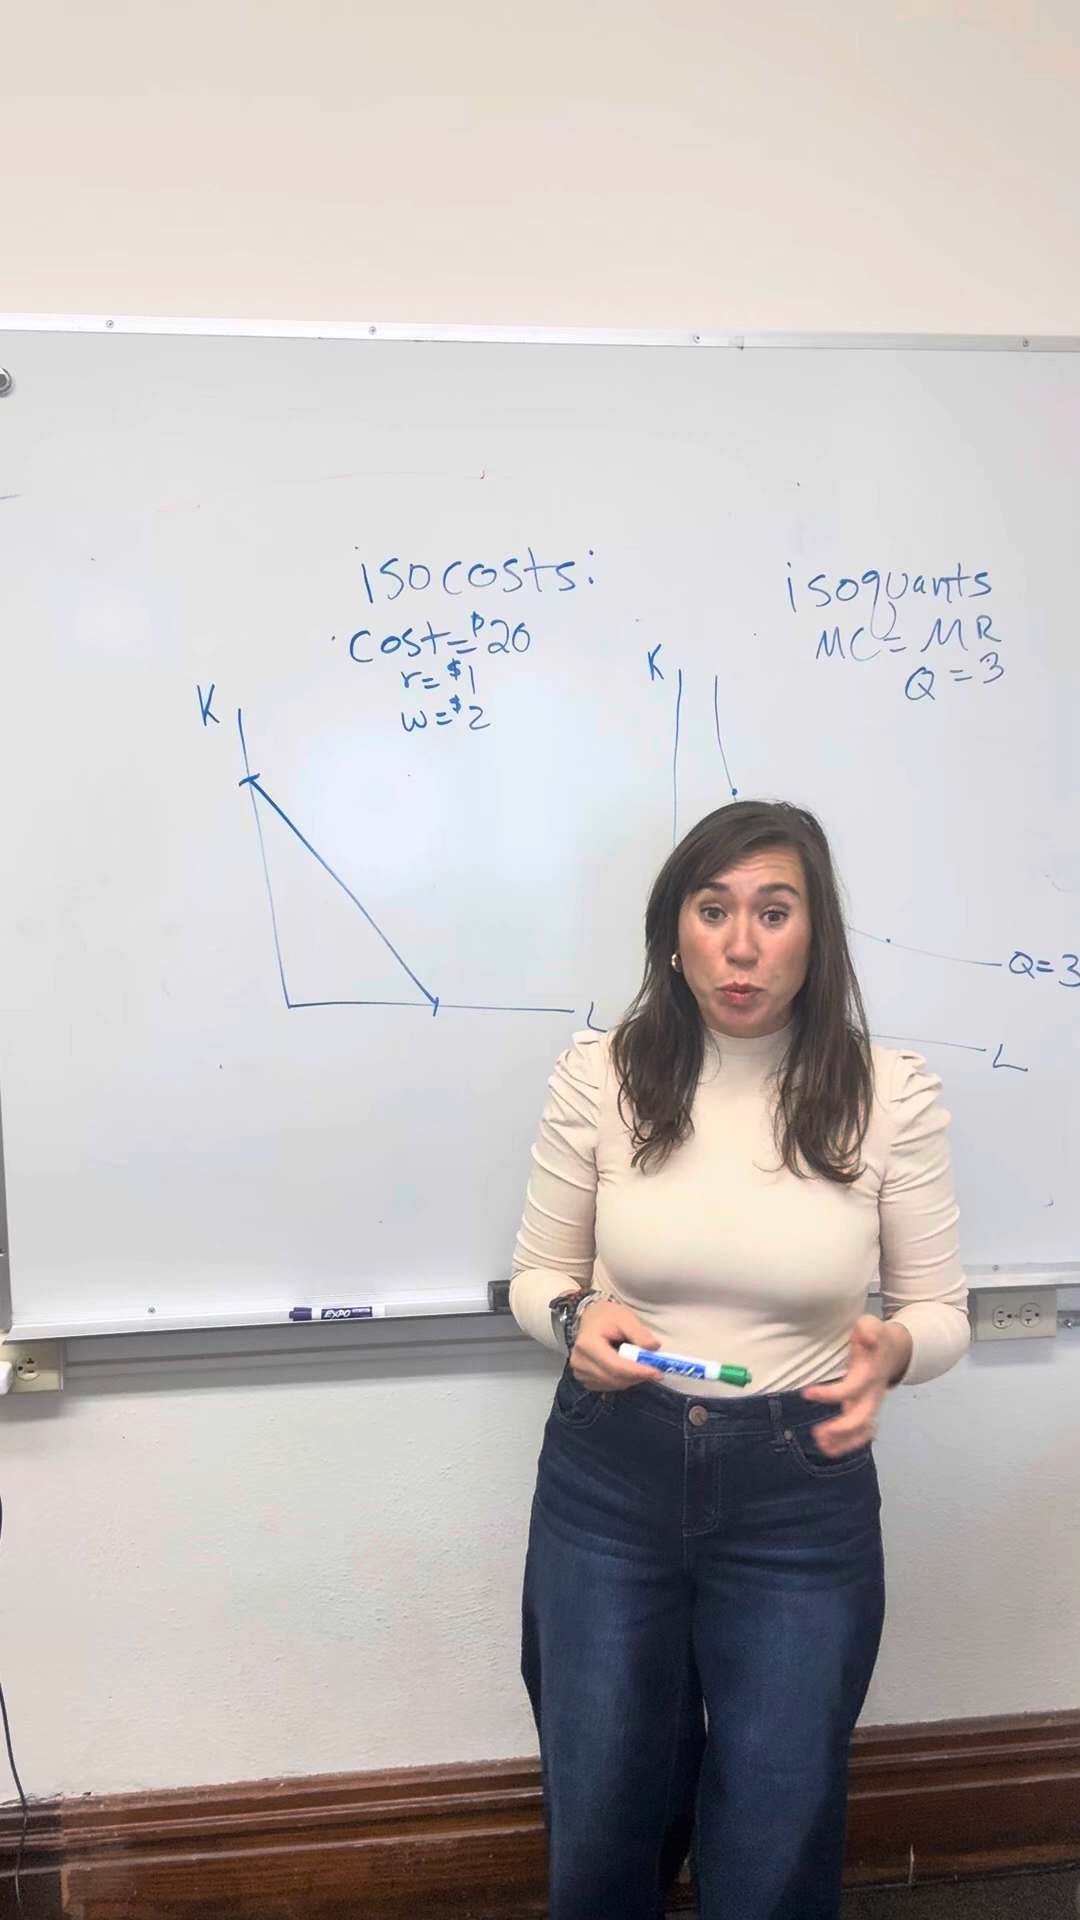 isocosts:
cost=$20
r=$1
w=$2
K
L
isoquants
MC=MR
Q=3
K
Q=3
L
EXPO